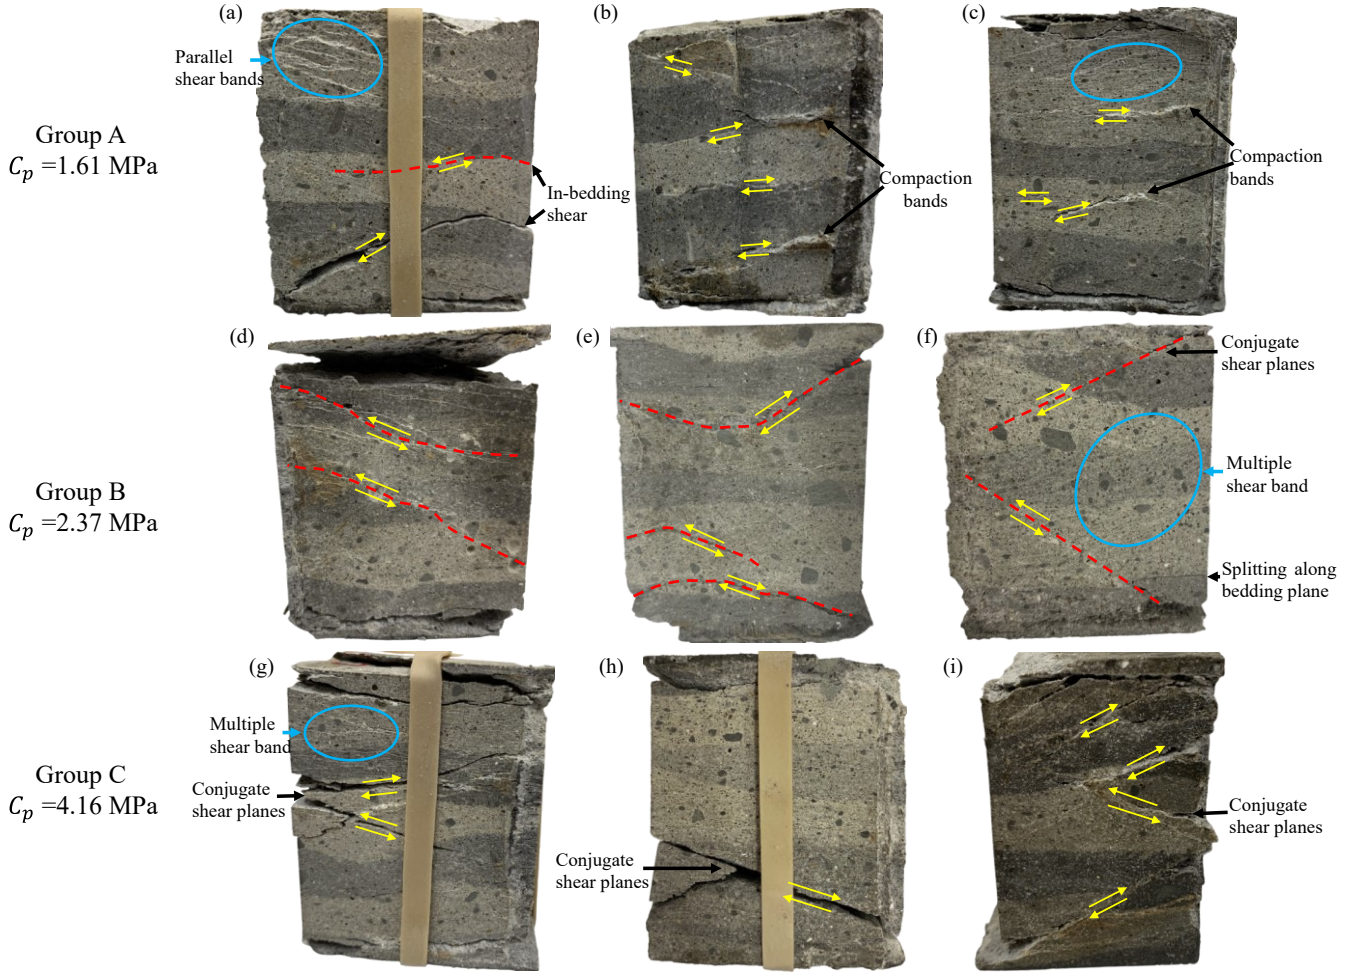 (a)
(b)
(c)
Parallel
shear bands
Group A
C_p =1.61 MPa
In-bedding
shear
Compaction
bands
Compaction
bands
(d)
(e)
(f)
Conjugate
shear planes
Group B
C_p =2.37 MPa
Multiple
shear band
Splitting along
bedding plane
(g)
(h)
(i)
Multiple
shear band
Group C
C_p =4.16 MPa
Conjugate
shear planes
Conjugate
shear planes
Conjugate
shear planes